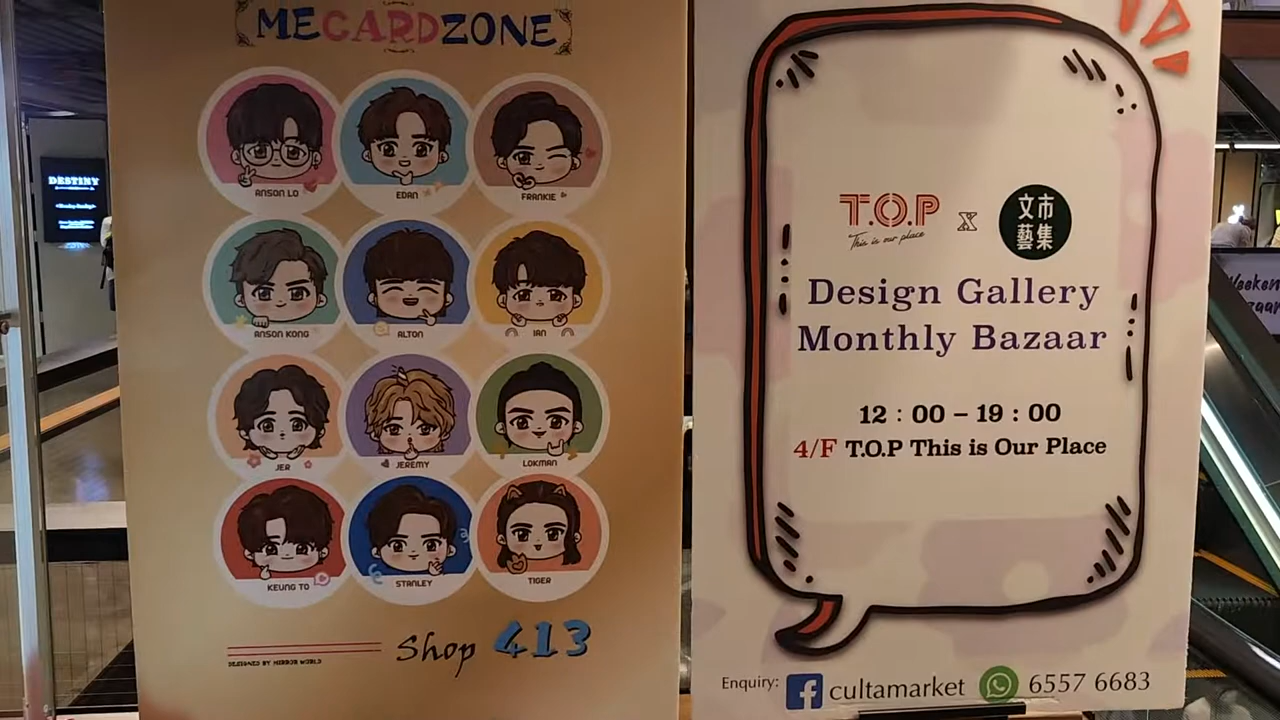 MECARDZONE
ANSON LO
EDAN
FRANKIE
ANSON KONG
ALTON
IAN
JER
JEREMY
LOKMAN
KEUNG TO
STANLEY
TIGER
DESIGNED BY MIRROR WORLD
Shop 413
DESTINY
T.O.P
This is our place
X
文市
藝集
Design Gallery
Monthly Bazaar
12 : 00 – 19 : 00
4/F T.O.P This is Our Place
Enquiry: cultamarket 6557 6683